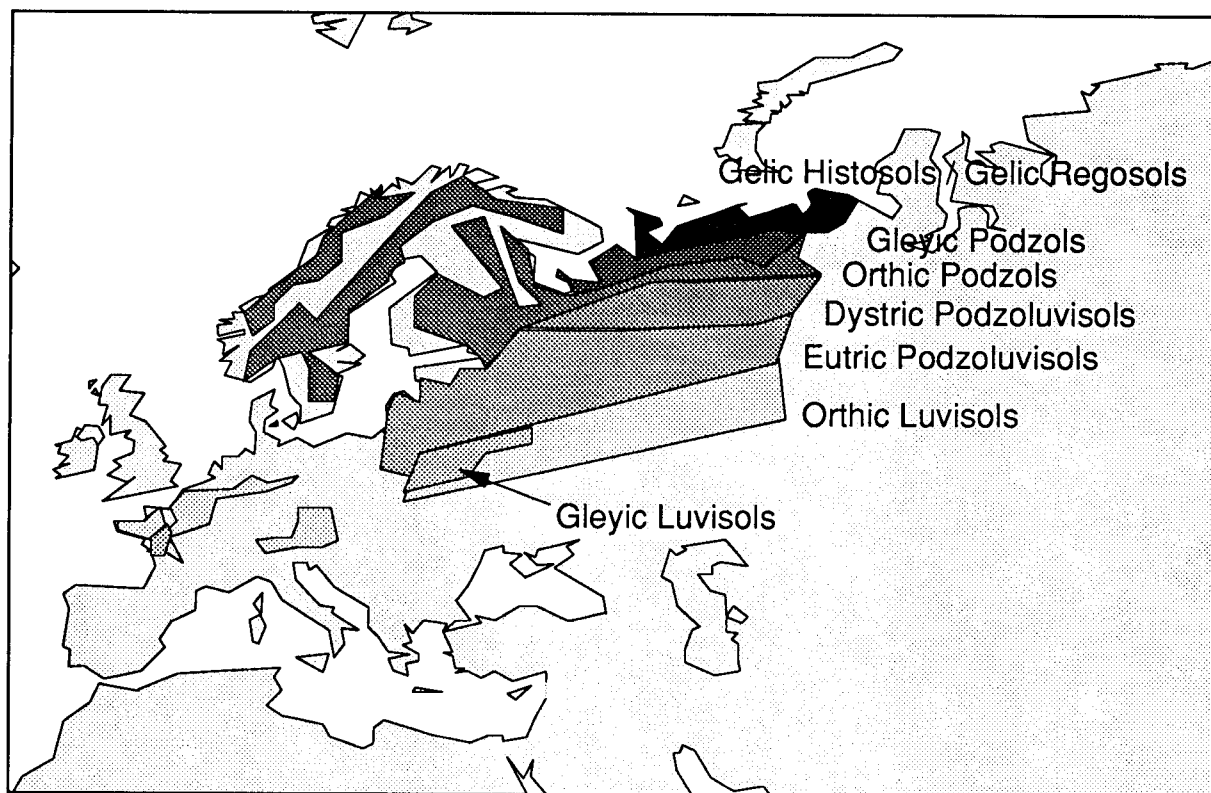 Gelic Histosols / Gelic Regosols
Gleyic Podzols
Orthic Podzols
Dystric Podzoluvisols
Eutric Podzoluvisols
Orthic Luvisols
Gleyic Luvisols